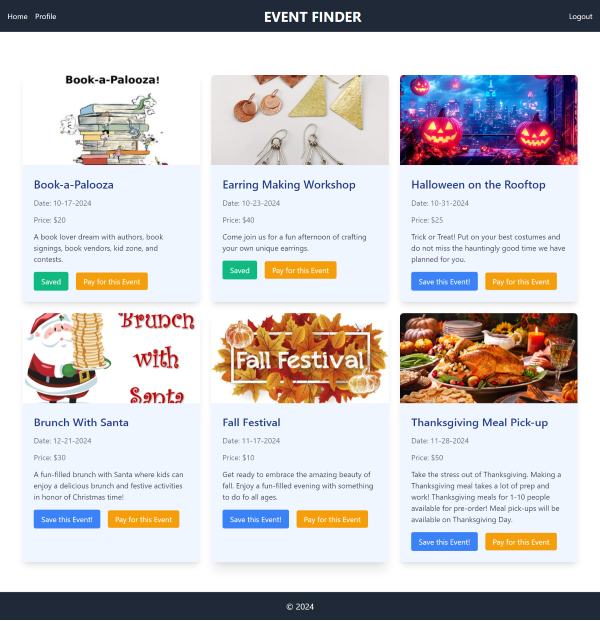 Home Profile EVENT FINDER Logout
Book-a-Palooza!
Book-a-Palooza
Date: 10-17-2024
Price: $20
A book lover dream with authors, book
signings, book vendors, kid zone, and
contests.
Saved Pay for this Event
Earring Making Workshop
Date: 10-23-2024
Price: $40
Come join us for a fun afternoon of crafting
your own unique earrings.
Saved Pay for this Event
Halloween on the Rooftop
Date: 10-31-2024
Price: $25
Trick or Treat! Put on your best costumes and
do not miss the hauntingly good time we have
planned for you.
Save this Event! Pay for this Event
Brunch
with
Santa
Brunch With Santa
Date: 12-21-2024
Price: $30
A fun-filled brunch with Santa where kids can
enjoy a delicious brunch and festive activities
in honor of Christmas time!
Save this Event! Pay for this Event
Fall Festival
Fall Festival
Date: 11-17-2024
Price: $10
Get ready to embrace the amazing beauty of
fall. Enjoy a fun-filled evening with something
to do fo all ages.
Save this Event! Pay for this Event
Thanksgiving Meal Pick-up
Date: 11-28-2024
Price: $50
Take the stress out of Thanksgiving. Making a
Thanksgiving meal takes a lot of prep and
work! Thanksgiving meals for 1-10 people
available for pre-order! Meal pick-ups will be
available on Thanksgiving Day.
Save this Event! Pay for this Event
© 2024